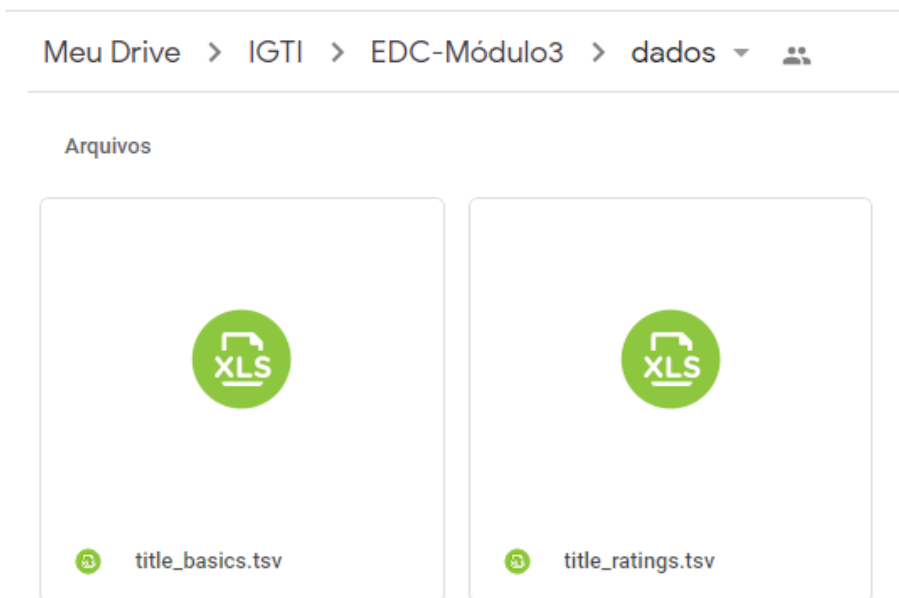 Meu Drive > IGTI > EDC-Módulo3 > dados
Arquivos
XLS XLS
title_basics.tsv title_ratings.tsv